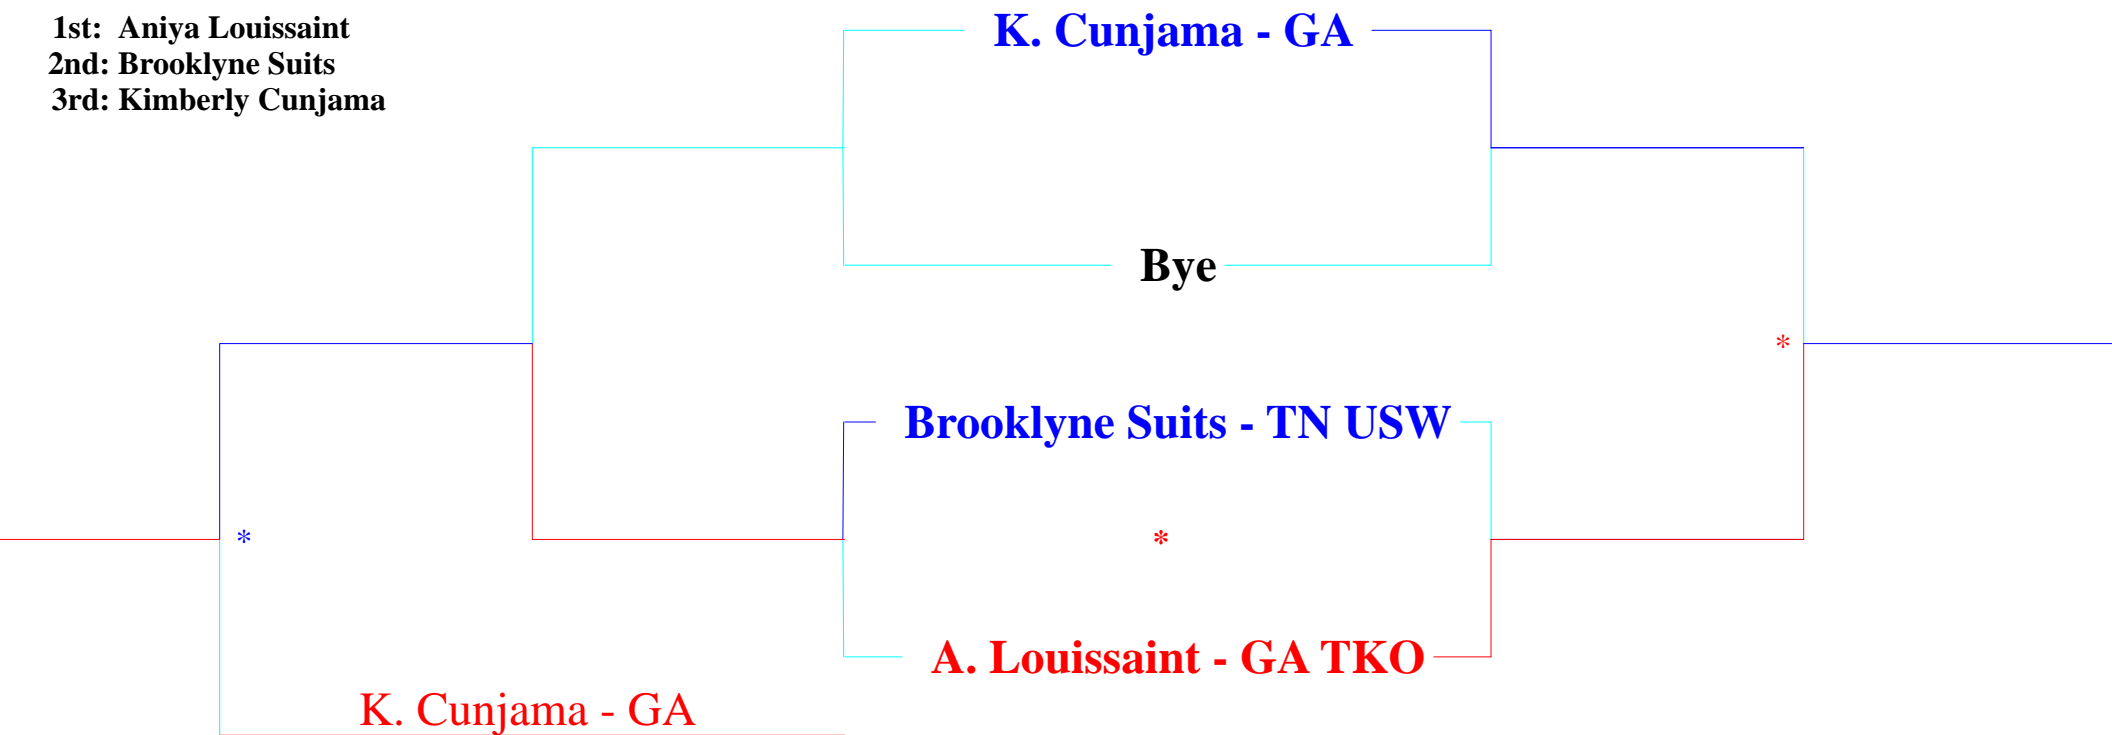 1st: Aniya Louissaint
2nd: Brooklyne Suits
3rd: Kimberly Cunjama
K. Cunjama - GA
Bye
*
Brooklyne Suits - TN USW
*
*
A. Louissaint - GA TKO
K. Cunjama - GA